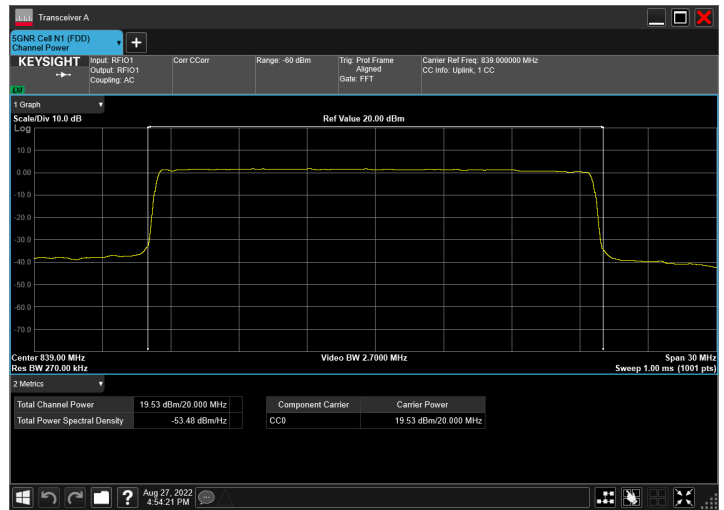 Transceiver A
5GNR Cell N1 (FDD)
Channel Power
KEYSIGHT
Input: RFIO1
Output: RFIO1
Coupling: AC
Corr CCorr
Range: -60 dBm
Trig: Prot Frame
Aligned
Gate: FFT
Carrier Ref Freq: 839.000000 MHz
CC Info: Uplink, 1 CC
LXI
1 Graph
Scale/Div 10.0 dB
Ref Value 20.00 dBm
Log
10.0
0.00
-10.0
-20.0
-30.0
-40.0
-50.0
-60.0
-70.0
Center 839.00 MHz
Video BW 2.7000 MHz
Span 30 MHz
Res BW 270.00 kHz
Sweep 1.00 ms (1001 pts)
2 Metrics
Total Channel Power 19.53 dBm/20.000 MHz
Total Power Spectral Density -53.48 dBm/Hz
Component Carrier Carrier Power
CC0 19.53 dBm/20.000 MHz
Aug 27, 2022
4:54:21 PM